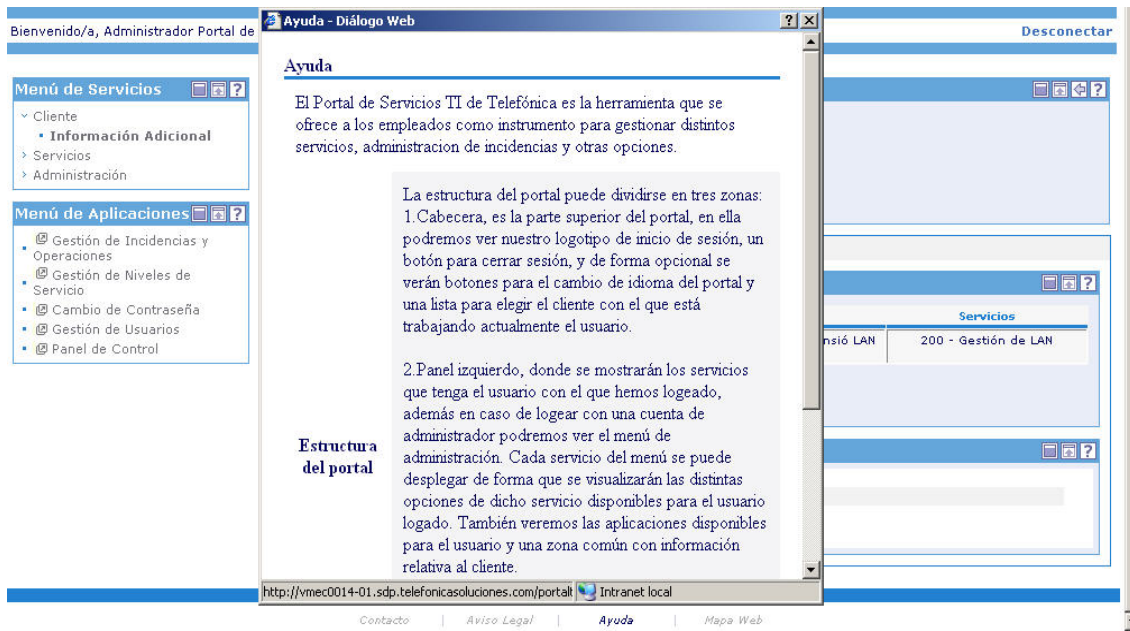 Bienvenido/a, Administrador Portal de
Desconectar
Menú de Servicios
Cliente
Información Adicional
Servicios
Administración
Menú de Aplicaciones
Gestión de Incidencias y
Operaciones
Gestión de Niveles de
Servicio
Cambio de Contraseña
Gestión de Usuarios
Panel de Control
Ayuda - Diálogo Web
Ayuda
El Portal de Servicios TI de Telefónica es la herramienta que se
ofrece a los empleados como instrumento para gestionar distintos
servicios, administracion de incidencias y otras opciones.
Estructura
del portal
La estructura del portal puede dividirse en tres zonas:
1.Cabecera, es la parte superior del portal, en ella
podremos ver nuestro logotipo de inicio de sesión, un
botón para cerrar sesión, y de forma opcional se
verán botones para el cambio de idioma del portal y
una lista para elegir el cliente con el que está
trabajando actualmente el usuario.
2.Panel izquierdo, donde se mostrarán los servicios
que tenga el usuario con el que hemos logeado,
además en caso de logear con una cuenta de
administrador podremos ver el menú de
administración. Cada servicio del menú se puede
desplegar de forma que se visualizarán las distintas
opciones de dicho servicio disponibles para el usuario
logado. También veremos las aplicaciones disponibles
para el usuario y una zona común con información
relativa al cliente.
http://vmec0014-01.sdp.telefonicasoluciones.com/portalt
Intranet local
Servicios
nsió LAN
200 - Gestión de LAN
Contacto | Aviso Legal | Ayuda | Mapa Web